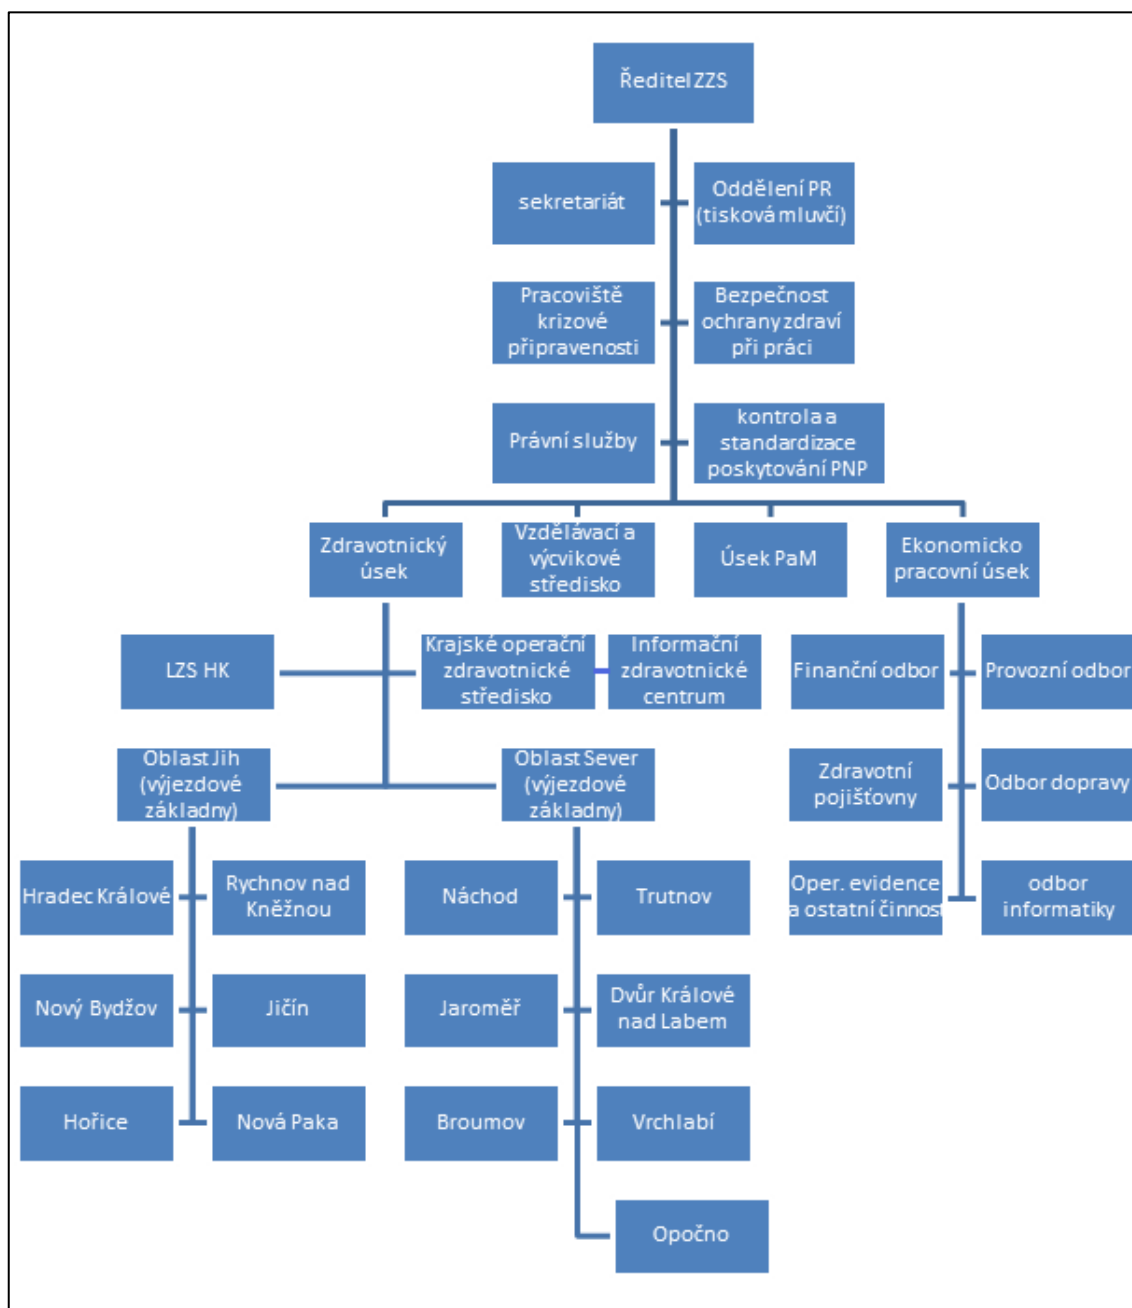 Ředitel ZZS
sekretariát
Oddělení PR
(tisková mluvčí)
Pracoviště
krizové
připravenosti
Bezpečnost
ochrany zdraví
při práci
Právní služby
kontrola a
standardizace
poskytování PNP
Zdravotnický
úsek
Vzdělávací a
výcvikové
středisko
Úsek PaM
Ekonomicko
pracovní úsek
LZS HK
Krajské operační
zdravotnické
středisko
Informační
zdravotnické
centrum
Finanční odbor
Provozní odbor
Oblast Jih
(výjezdové
základny)
Oblast Sever
(výjezdové
základny)
Zdravotní
pojišťovny
Odbor dopravy
Hradec Králové
Rychnov nad
Kněžnou
Náchod
Trutnov
Oper. evidence
a ostatní činnost
odbor
informatiky
Nový Bydžov
Jičín
Jaroměř
Dvůr Králové
nad Labem
Hořice
Nová Paka
Broumov
Vrchlabí
Opočno